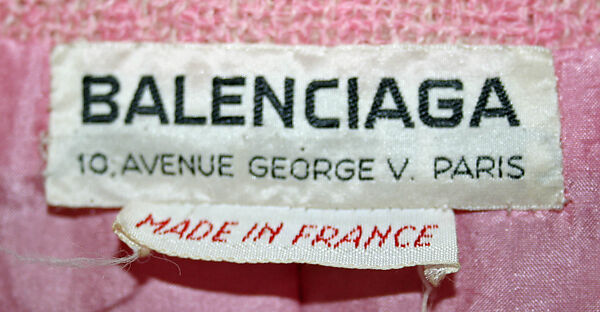 BALENCIAGA
10, AVENUE GEORGE V. PARIS
MADE IN FRANCE